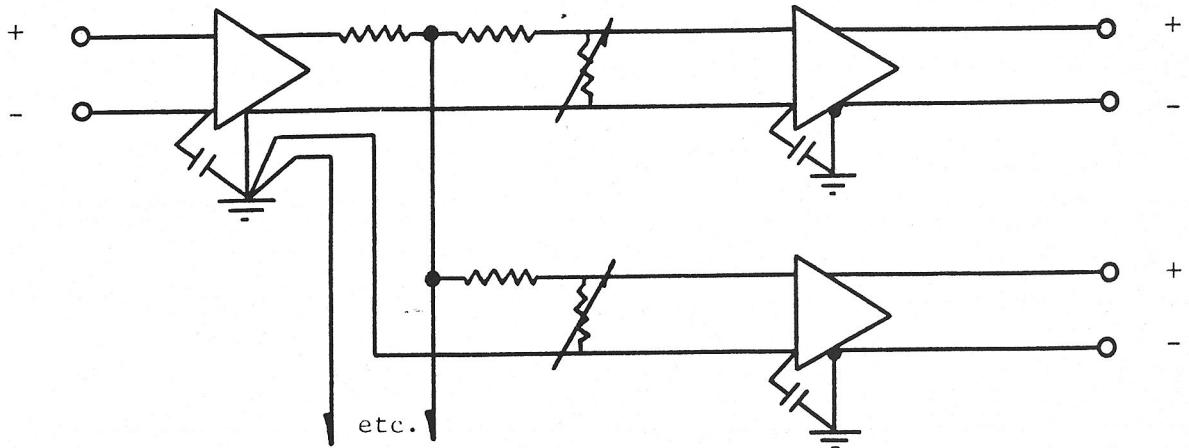 + +
- -
+
-
etc.